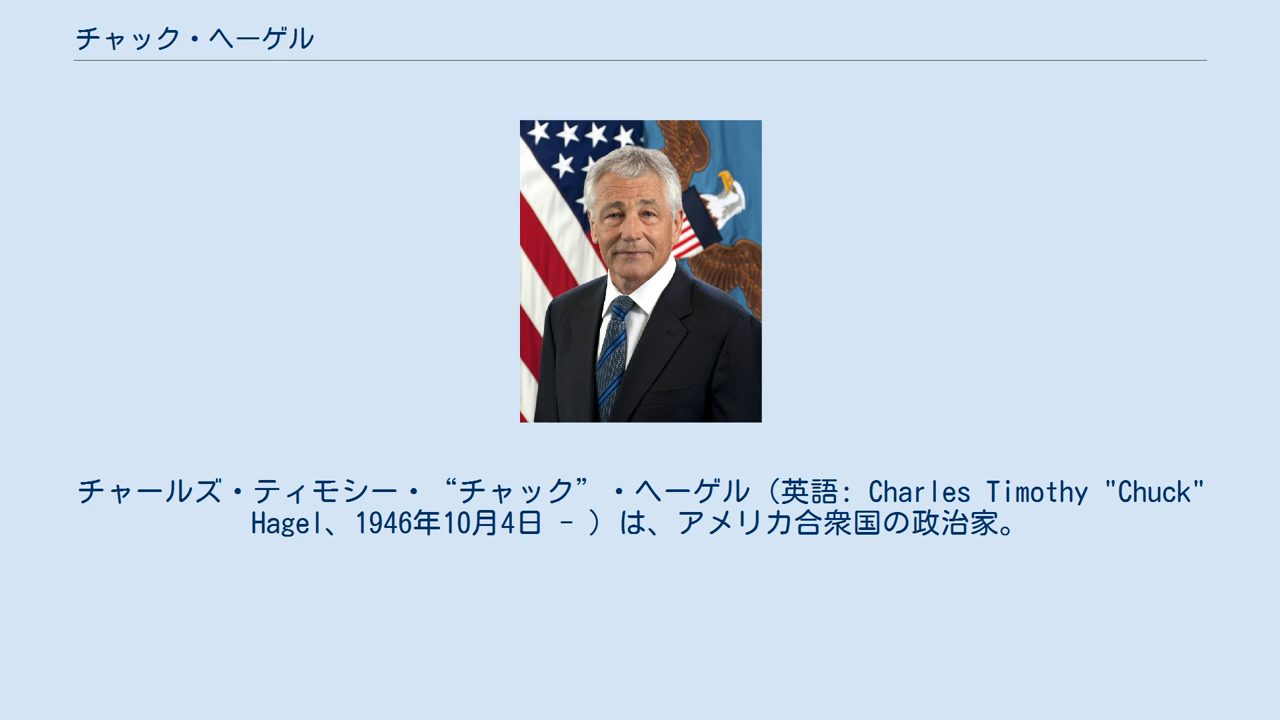 チャック・ヘーゲル
チャールズ・ティモシー・“チャック”・ヘーゲル（英語: Charles Timothy "Chuck"
Hagel、1946年10月4日 - ）は、アメリカ合衆国の政治家。